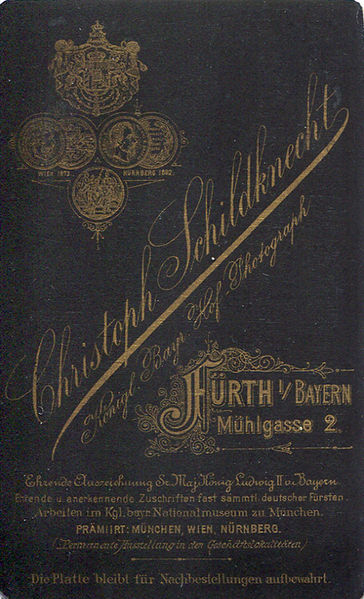 WIEN 1873. NÜRNBERG 1882.
Christoph Schildknecht
Königl. Bayr. Hof-Photograph
FÜRTH i/ BAYERN
Mühlgasse 2.
Ehrende Auszeichnung Sr. Maj. König Ludwig II v. Bayern.
Ehrende u. anerkennende Zuschriften fast sämmtl. deutscher Fürsten.
Arbeiten im Kgl. bayr. Nationalmuseum zu München.
PRÄMIIRT: MÜNCHEN, WIEN, NÜRNBERG.
(Permanente Ausstellung in den Geschäftslokalitäten)
Die Platte bleibt für Nachbestellungen aufbewahrt.